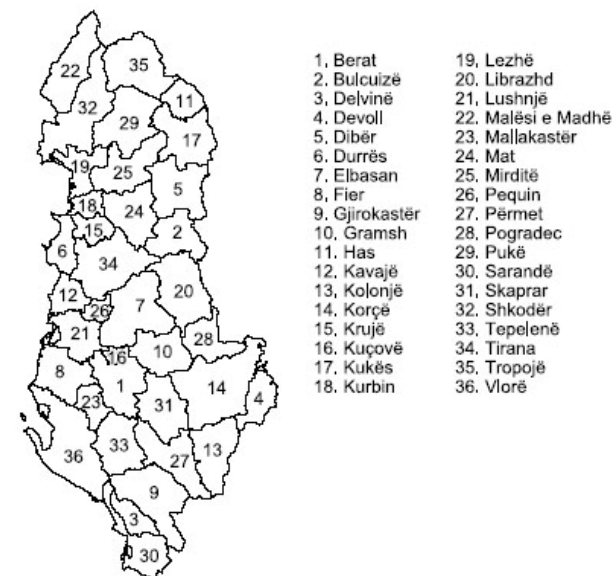 22
35
32
11
29
17
19
25
5
18
24
15
2
6
34
12
20
26
7
21
28
16
10
8
1
14
23
31
4
33
13
36
27
9
3
30
1, Berat
2, Bulcuizë
3, Delvinë
4, Devoll
5, Dibër
6, Durrës
7, Elbasan
8, Fier
9, Gjirokastër
10, Gramsh
11, Has
12, Kavajë
13, Kolonjë
14, Korçë
15, Krujë
16, Kuçovë
17, Kukës
18, Kurbin
19, Lezhë
20, Librazhd
21, Lushnjë
22, Malësi e Madhë
23, Mallakastër
24, Mat
25, Mirditë
26, Pequin
27, Përmet
28, Pogradec
29, Pukë
30, Sarandë
31, Skaprar
32, Shkodër
33, Tepelenë
34, Tirana
35, Tropojë
36, Vlorë